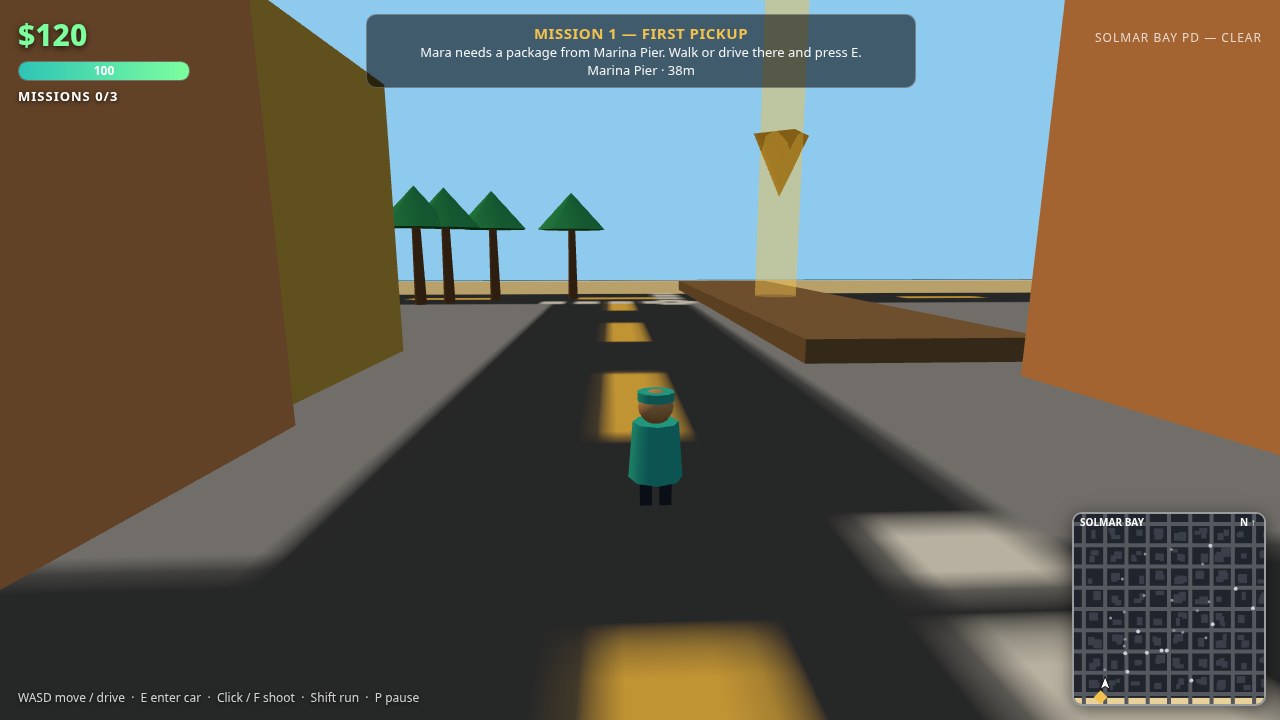 $120
100
MISSIONS 0/3
MISSION 1 — FIRST PICKUP
Mara needs a package from Marina Pier. Walk or drive there and press E.
Marina Pier · 38m
SOLMAR BAY PD — CLEAR
SOLMAR BAY
N ↑
WASD move / drive · E enter car · Click / F shoot · Shift run · P pause